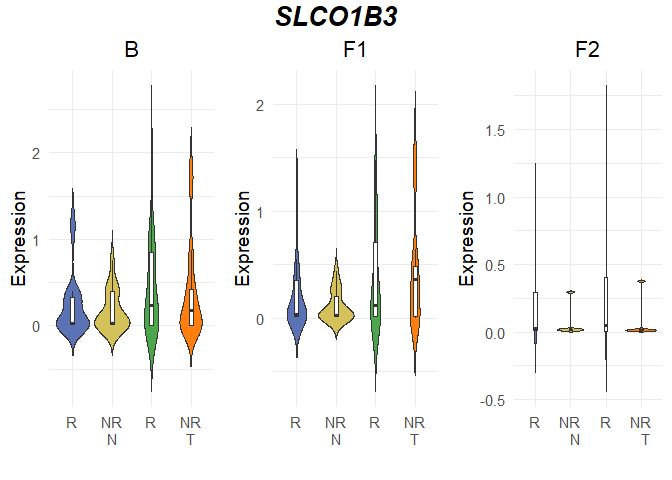 SLCO1B3
B F1 F2
Expression Expression Expression
2
1
0
2
1
0
1.5
1.0
0.5
0.0
-0.5
R NR R NR R NR R NR R NR R NR
N T N T N T